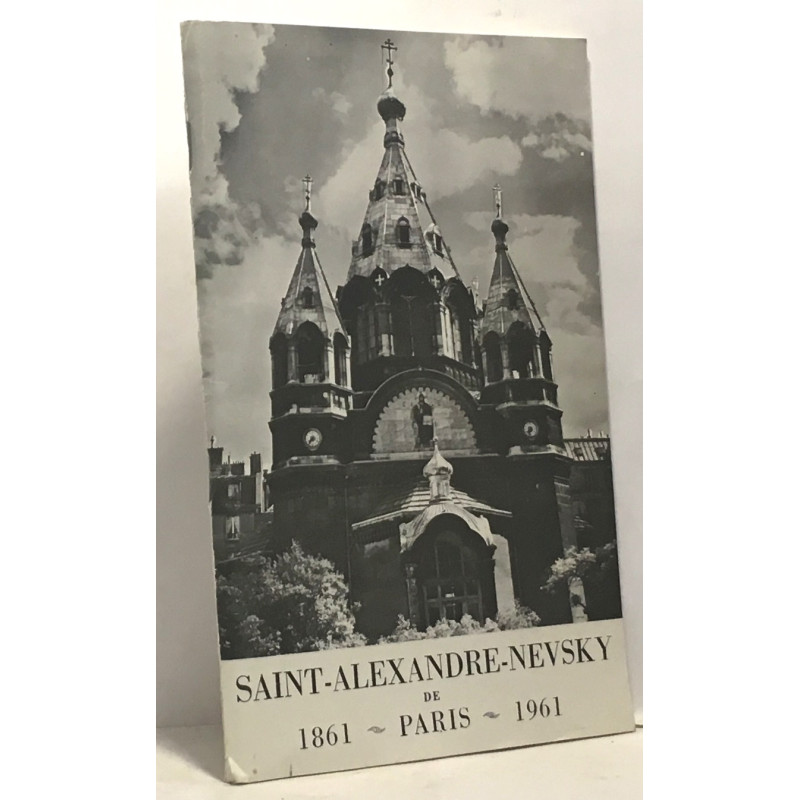 SAINT-ALEXANDRE-NEVSKY
DE
1861 ~ PARIS ~ 1961